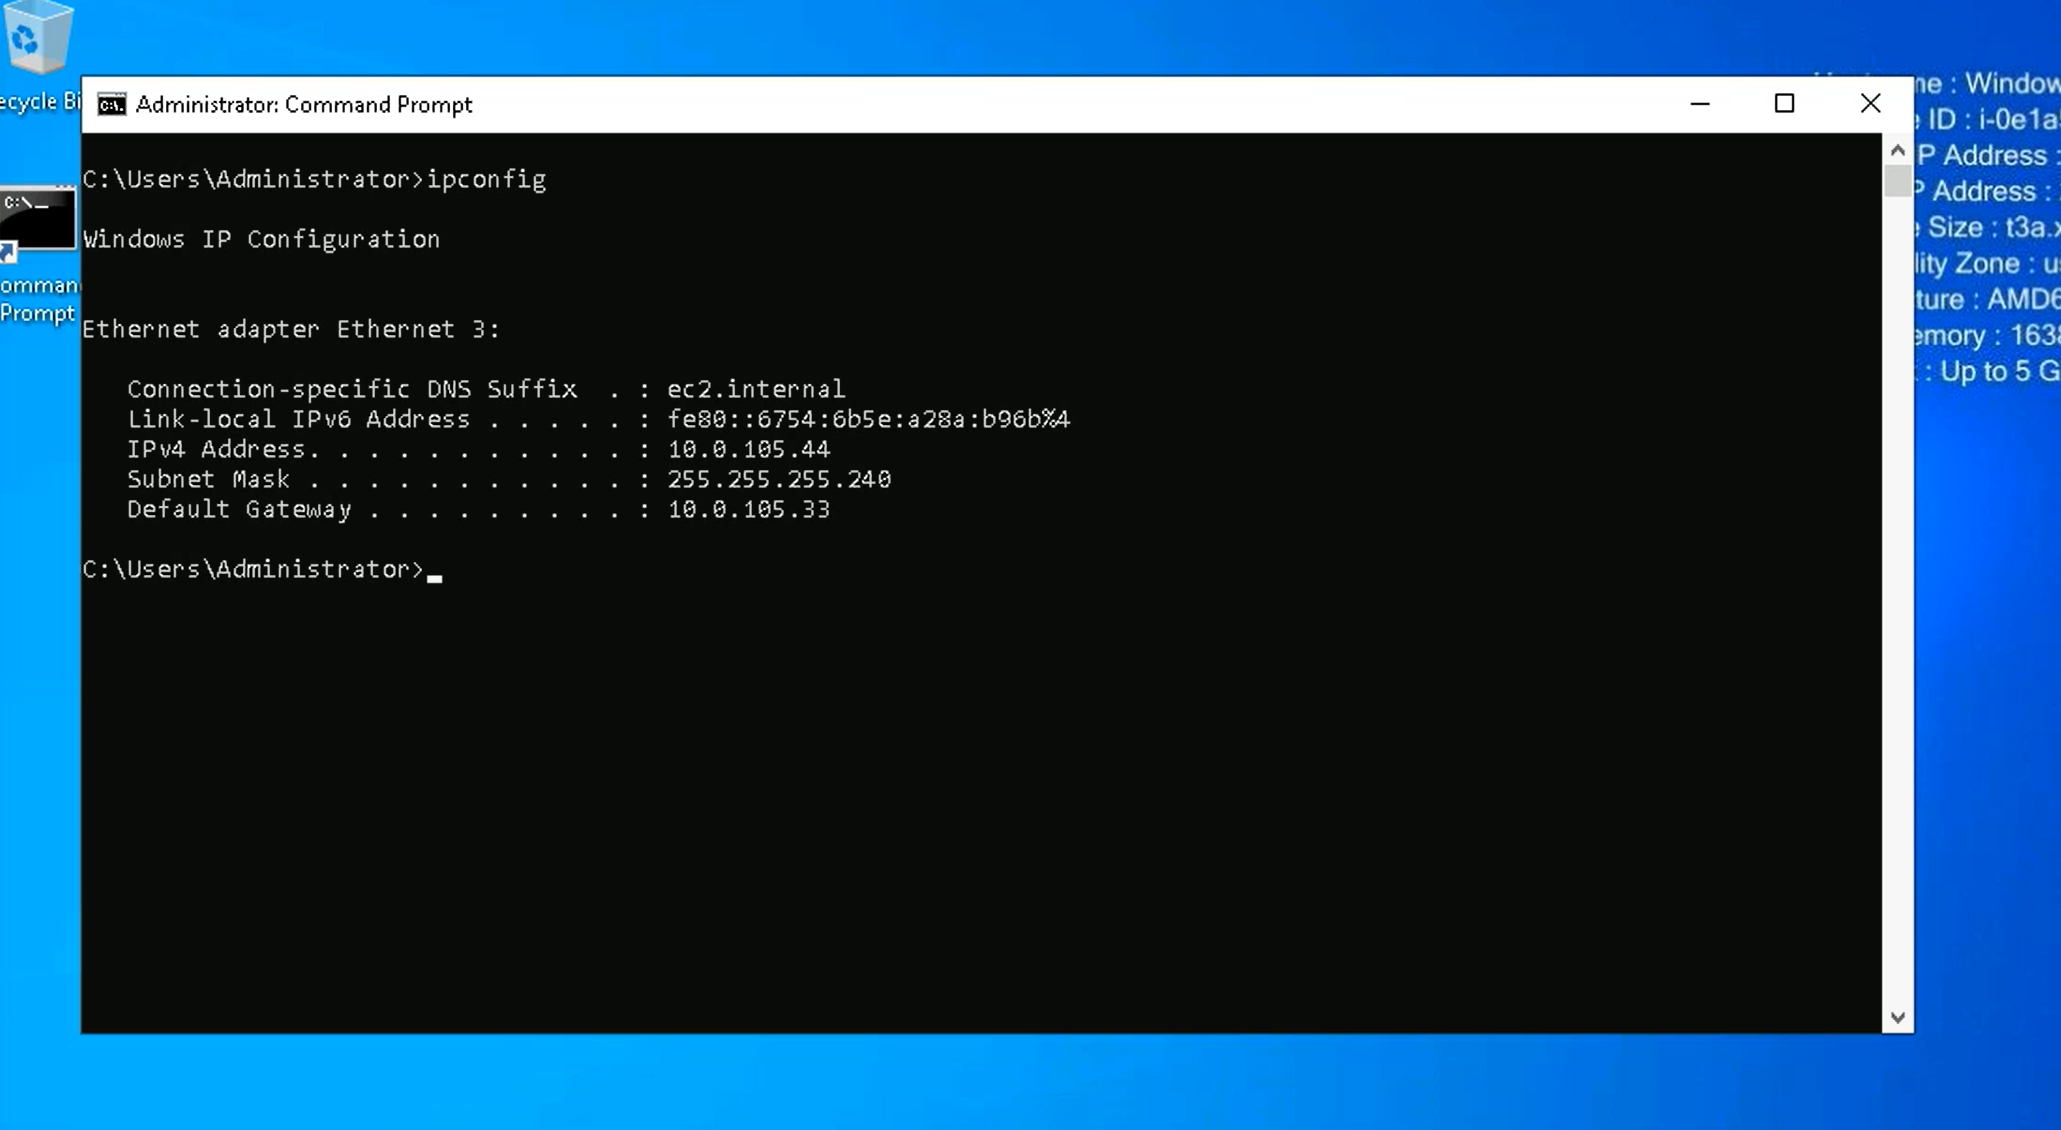 Administrator: Command Prompt
C:\Users\Administrator>ipconfig
Windows IP Configuration
Ethernet adapter Ethernet 3:
Connection-specific DNS Suffix . : ec2.internal
Link-local IPv6 Address . . . . . : fe80::6754:6b5e:a28a:b96b%4
IPv4 Address. . . . . . . . . . . : 10.0.105.44
Subnet Mask . . . . . . . . . . . : 255.255.255.240
Default Gateway . . . . . . . . . : 10.0.105.33
C:\Users\Administrator>
ecycle Bi
C:\_
omman
Prompt
me : Window
ID : i-0e1a
P Address :
P Address :
Size : t3a.x
lity Zone : u
ture : AMD6
emory : 163
: Up to 5 G